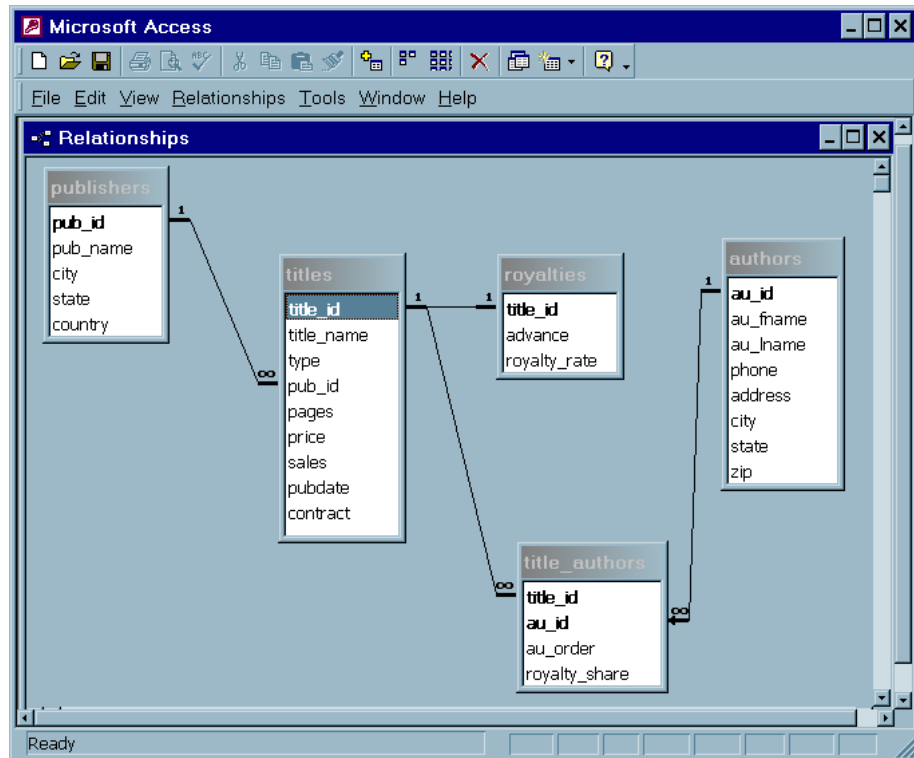 Microsoft Access
ABC
File Edit View Relationships Tools Window Help
Relationships
publishers
pub_id
pub_name
city
state
country
1
∞
titles
title_id
title_name
type
pub_id
pages
price
sales
pubdate
contract
1
1
royalties
title_id
advance
royalty_rate
authors
au_id
au_fname
au_lname
phone
address
city
state
zip
1
∞
∞
title_authors
title_id
au_id
au_order
royalty_share
Ready